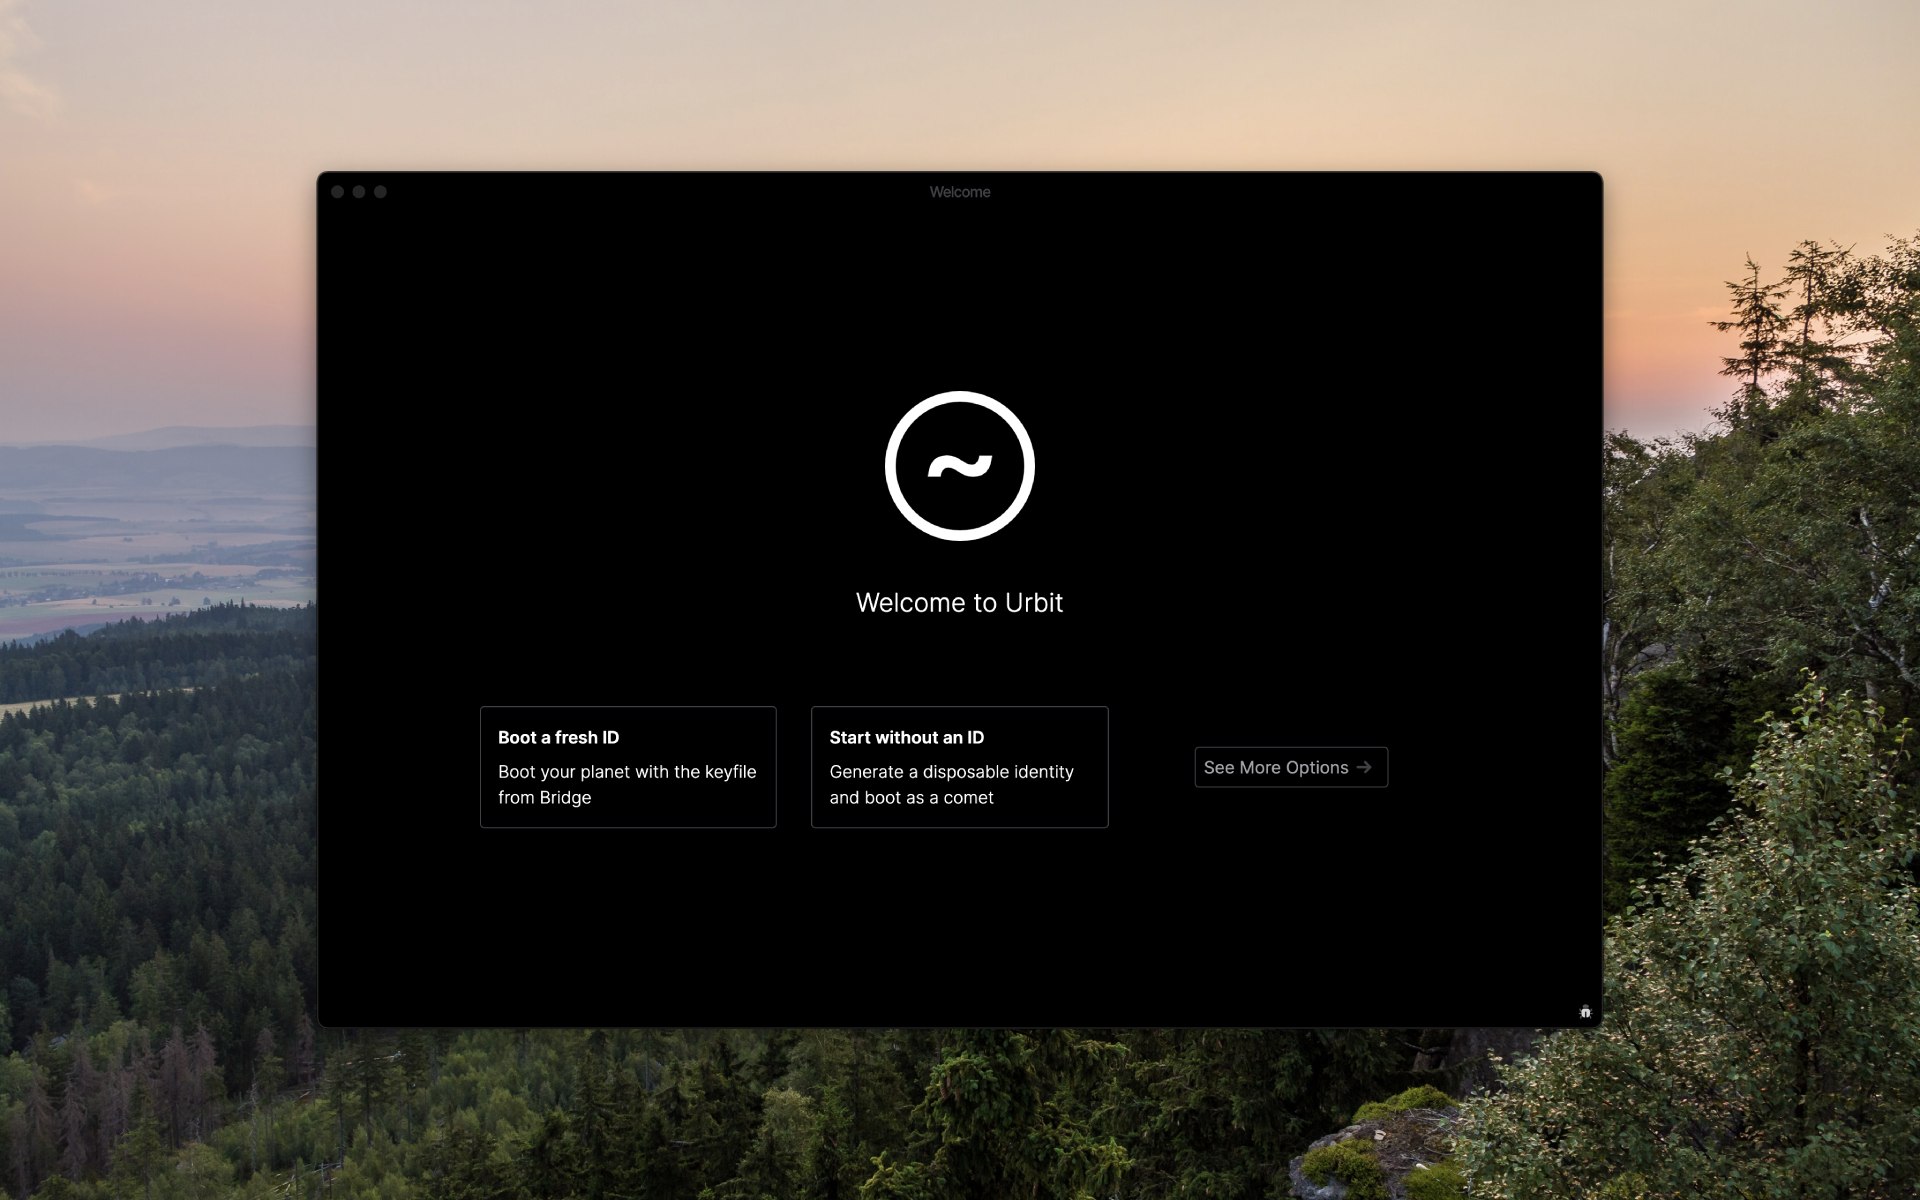 Welcome
~
Welcome to Urbit
Boot a fresh ID
Boot your planet with the keyfile
from Bridge
Start without an ID
Generate a disposable identity
and boot as a comet
See More Options →